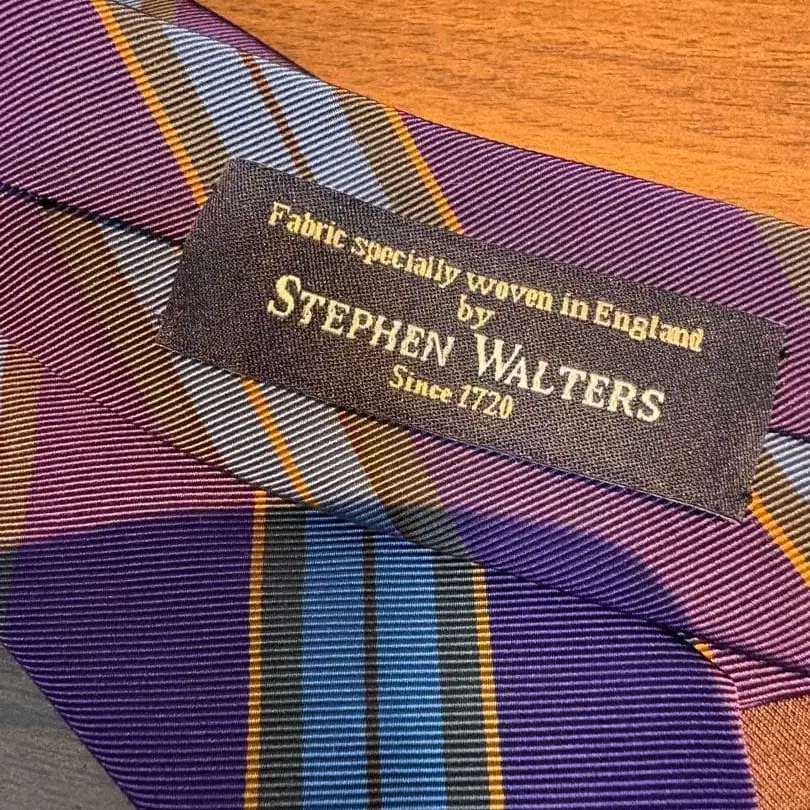 Fabric specially woven in England
by
STEPHEN WALTERS
Since 1720